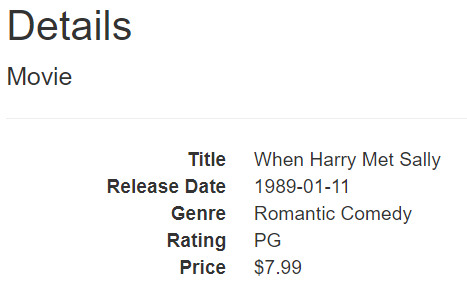 Details
Movie
Title When Harry Met Sally
Release Date 1989-01-11
Genre Romantic Comedy
Rating PG
Price $7.99